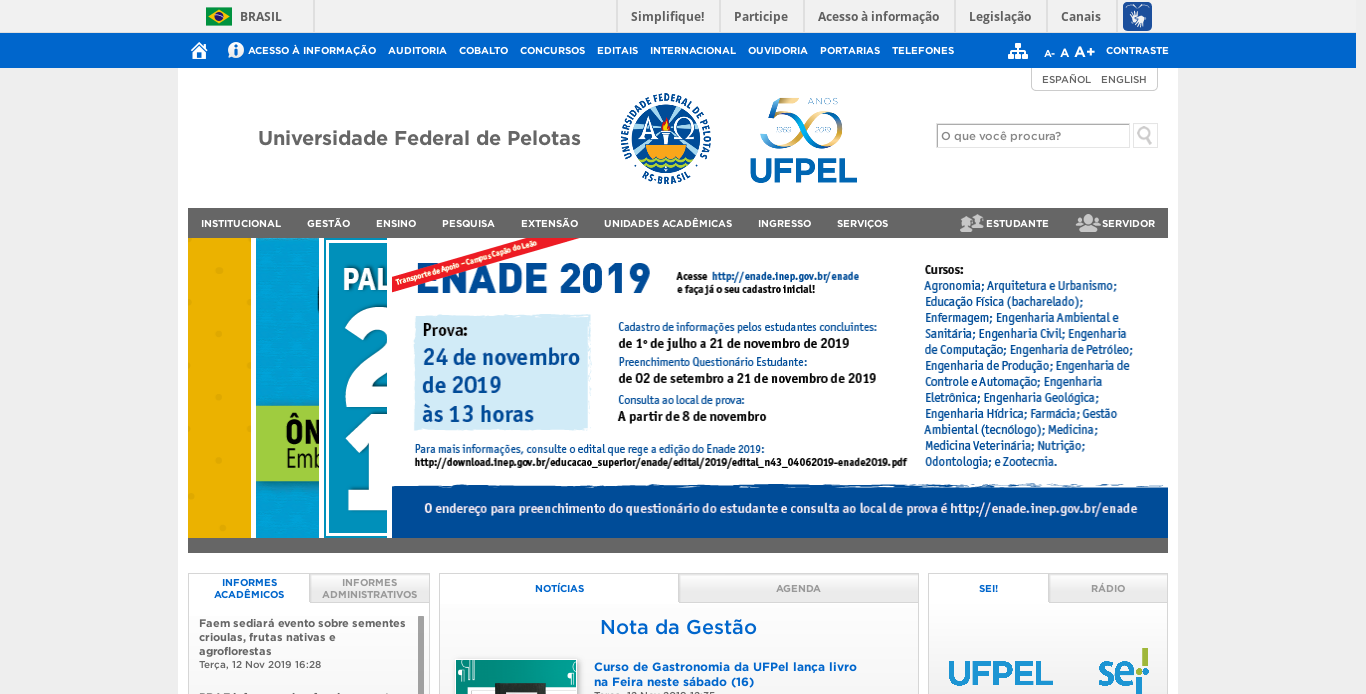 BRASIL
Simplifique!
Participe
Acesso à informação
Legislação
Canais
ACESSO À INFORMAÇÃO
AUDITORIA
COBALTO
CONCURSOS
EDITAIS
INTERNACIONAL
OUVIDORIA
PORTARIAS
TELEFONES
A-
A
A+
CONTRASTE
ESPAÑOL
ENGLISH
Universidade Federal de Pelotas
UNIVERSIDADE FEDERAL DE PELOTAS
RS-BRASIL
50 ANOS
1969 2019
UFPEL
O que você procura?
INSTITUCIONAL
GESTÃO
ENSINO
PESQUISA
EXTENSÃO
UNIDADES ACADÊMICAS
INGRESSO
SERVIÇOS
ESTUDANTE
SERVIDOR
ÔN
Emb
PAL
2
1
Transporte de Apoio – Campus Capão do Leão
ENADE 2019
Acesse http://enade.inep.gov.br/enade
e faça já o seu cadastro inicial!
Prova:
24 de novembro
de 2019
às 13 horas
Cadastro de informações pelos estudantes concluintes:
de 1º de julho a 21 de novembro de 2019
Preenchimento Questionário Estudante:
de 02 de setembro a 21 de novembro de 2019
Consulta ao local de prova:
A partir de 8 de novembro
Para mais informações, consulte o edital que rege a edição do Enade 2019:
http://download.inep.gov.br/educacao_superior/enade/edital/2019/edital_n43_04062019-enade2019.pdf
Cursos:
Agronomia; Arquitetura e Urbanismo;
Educação Física (bacharelado);
Enfermagem; Engenharia Ambiental e
Sanitária; Engenharia Civil; Engenharia
de Computação; Engenharia de Petróleo;
Engenharia de Produção; Engenharia de
Controle e Automação; Engenharia
Eletrônica; Engenharia Geológica;
Engenharia Hídrica; Farmácia; Gestão
Ambiental (tecnólogo); Medicina;
Medicina Veterinária; Nutrição;
Odontologia; e Zootecnia.
O endereço para preenchimento do questionário do estudante e consulta ao local de prova é http://enade.inep.gov.br/enade
INFORMES
ACADÊMICOS
INFORMES
ADMINISTRATIVOS
Faem sediará evento sobre sementes
crioulas, frutas nativas e
agroflorestas
Terça, 12 Nov 2019 16:28
NOTÍCIAS
AGENDA
Nota da Gestão
Curso de Gastronomia da UFPel lança livro
na Feira neste sábado (16)
SEI!
RÁDIO
UFPEL
sei!